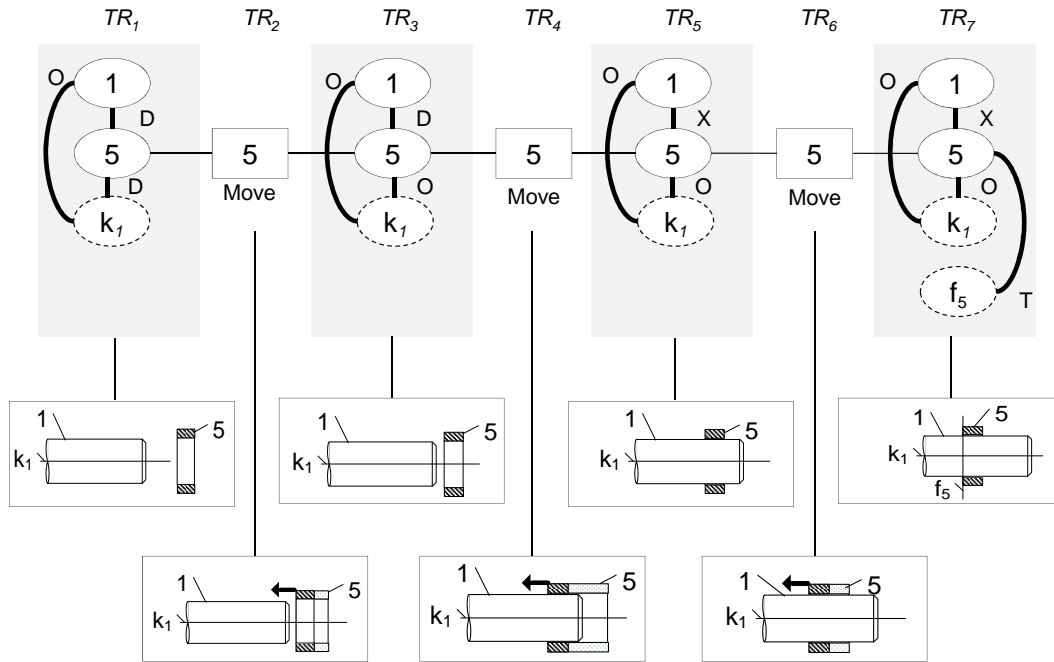 TR1 TR2 TR3 TR4 TR5 TR6 TR7
O 1 O 1 O 1 O 1
D D X X
5 5 5 5 5 5 5
D Move O Move O Move O
k1 k1 k1 k1
f5 T
1 5 1 5 1 5 1 5
k1 k1 k1 k1
f5
1 5 1 5 1 5
k1 k1 k1